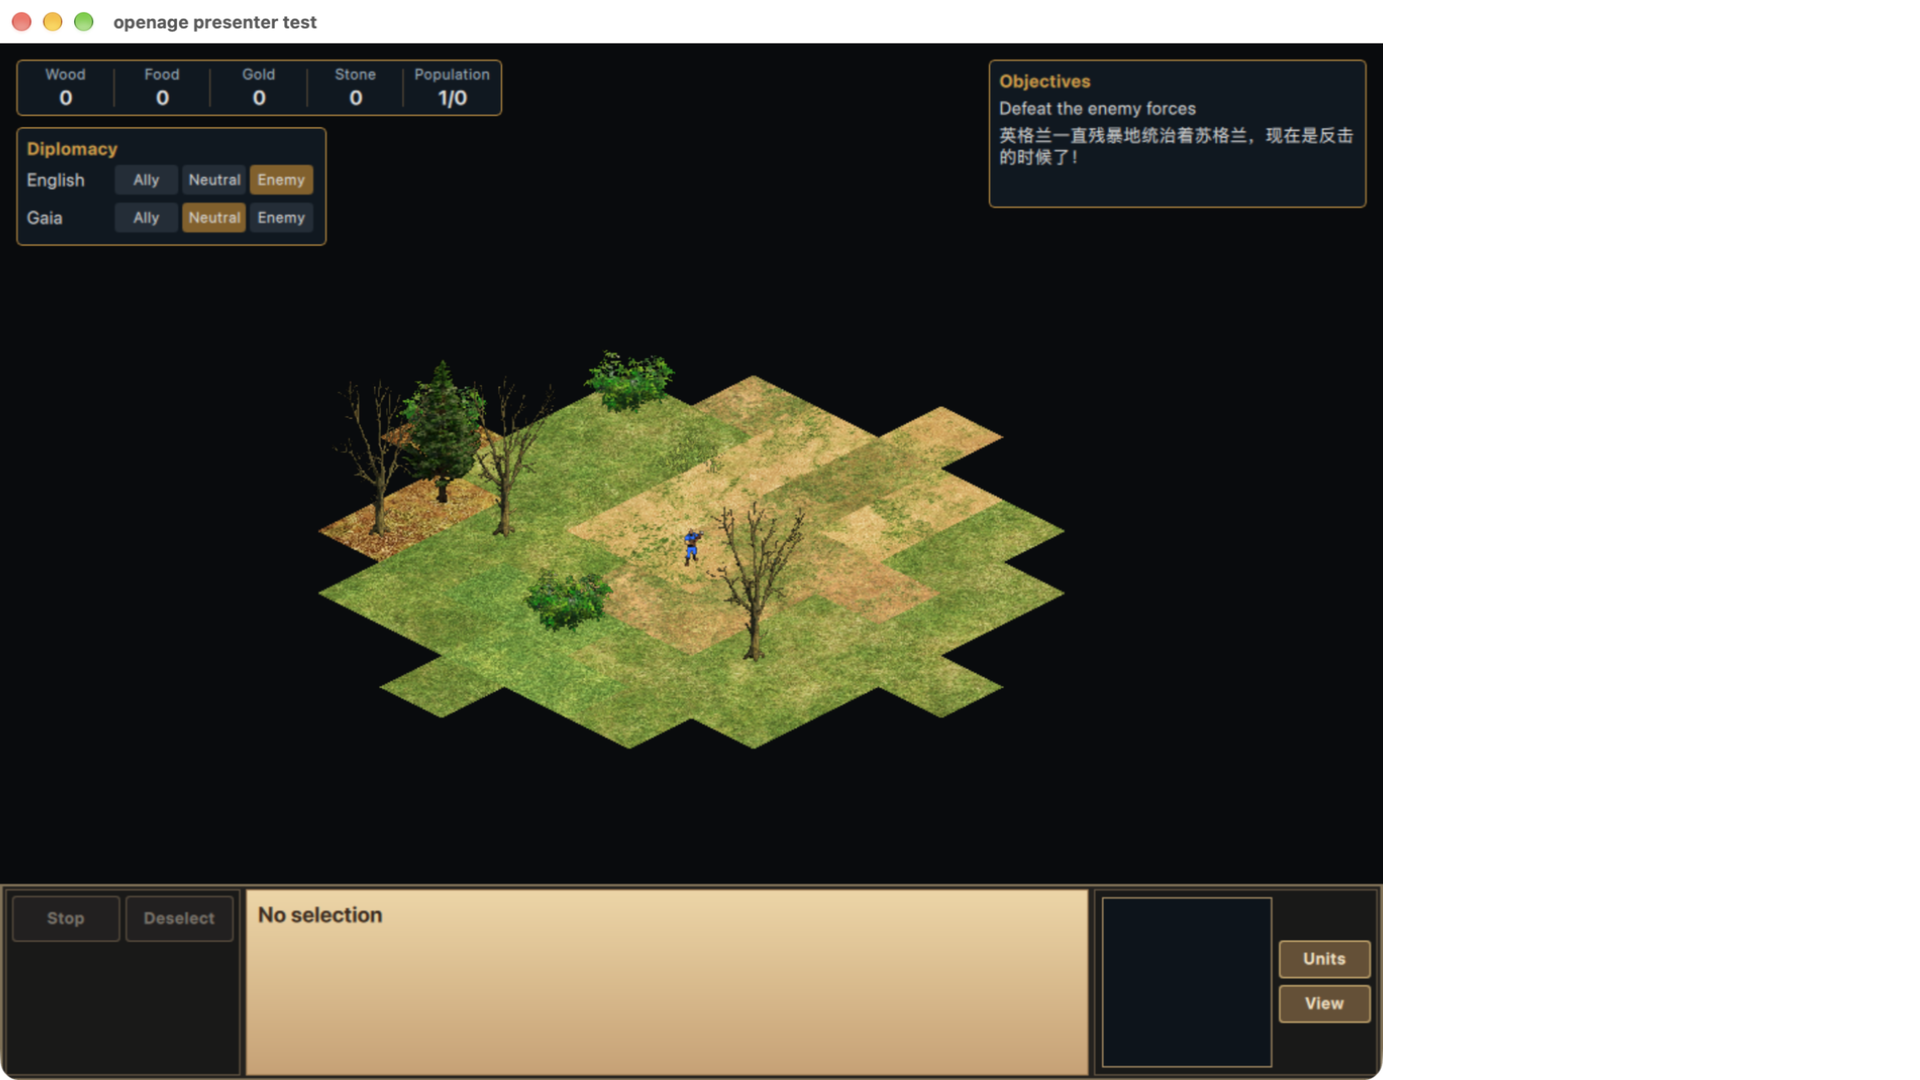 openage presenter test
Wood Food Gold Stone Population
0 0 0 0 1/0
Diplomacy
English Ally Neutral Enemy
Gaia Ally Neutral Enemy
Objectives
Defeat the enemy forces
英格兰一直残暴地统治着苏格兰，现在是反击
的时候了！
Stop Deselect
No selection
Units
View